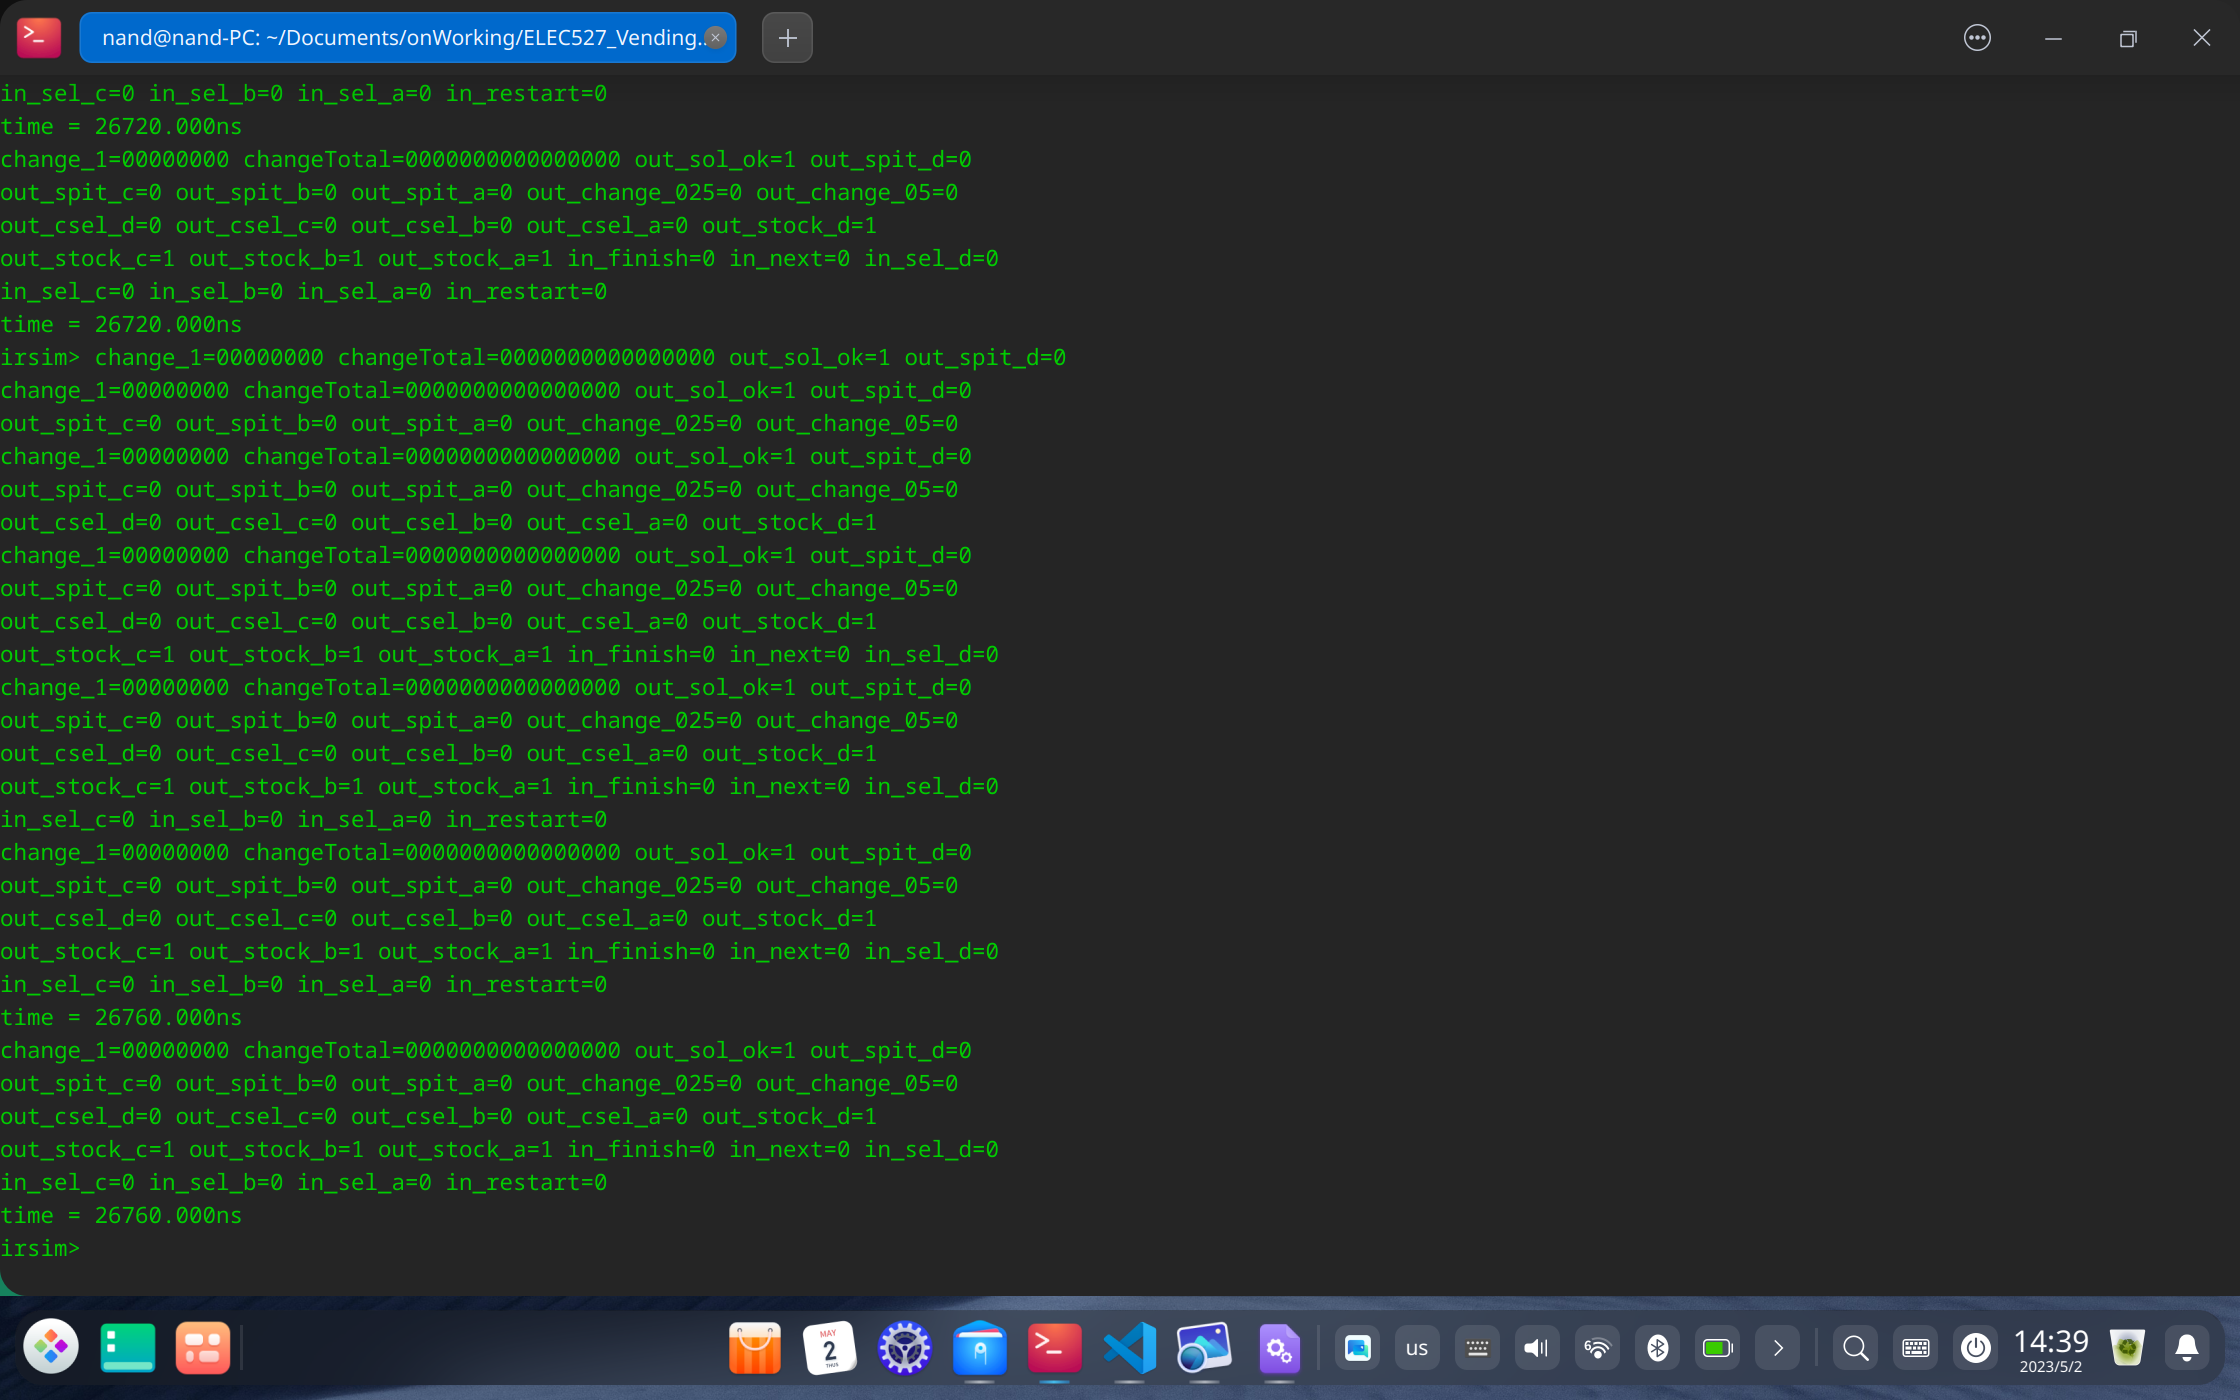 nand@nand-PC: ~/Documents/onWorking/ELEC527_Vending..
in_sel_c=0 in_sel_b=0 in_sel_a=0 in_restart=0
time = 26720.000ns
change_1=00000000 changeTotal=0000000000000000 out_sol_ok=1 out_spit_d=0
out_spit_c=0 out_spit_b=0 out_spit_a=0 out_change_025=0 out_change_05=0
out_csel_d=0 out_csel_c=0 out_csel_b=0 out_csel_a=0 out_stock_d=1
out_stock_c=1 out_stock_b=1 out_stock_a=1 in_finish=0 in_next=0 in_sel_d=0
in_sel_c=0 in_sel_b=0 in_sel_a=0 in_restart=0
time = 26720.000ns
irsim> change_1=00000000 changeTotal=0000000000000000 out_sol_ok=1 out_spit_d=0
change_1=00000000 changeTotal=0000000000000000 out_sol_ok=1 out_spit_d=0
out_spit_c=0 out_spit_b=0 out_spit_a=0 out_change_025=0 out_change_05=0
change_1=00000000 changeTotal=0000000000000000 out_sol_ok=1 out_spit_d=0
out_spit_c=0 out_spit_b=0 out_spit_a=0 out_change_025=0 out_change_05=0
out_csel_d=0 out_csel_c=0 out_csel_b=0 out_csel_a=0 out_stock_d=1
change_1=00000000 changeTotal=0000000000000000 out_sol_ok=1 out_spit_d=0
out_spit_c=0 out_spit_b=0 out_spit_a=0 out_change_025=0 out_change_05=0
out_csel_d=0 out_csel_c=0 out_csel_b=0 out_csel_a=0 out_stock_d=1
out_stock_c=1 out_stock_b=1 out_stock_a=1 in_finish=0 in_next=0 in_sel_d=0
change_1=00000000 changeTotal=0000000000000000 out_sol_ok=1 out_spit_d=0
out_spit_c=0 out_spit_b=0 out_spit_a=0 out_change_025=0 out_change_05=0
out_csel_d=0 out_csel_c=0 out_csel_b=0 out_csel_a=0 out_stock_d=1
out_stock_c=1 out_stock_b=1 out_stock_a=1 in_finish=0 in_next=0 in_sel_d=0
in_sel_c=0 in_sel_b=0 in_sel_a=0 in_restart=0
change_1=00000000 changeTotal=0000000000000000 out_sol_ok=1 out_spit_d=0
out_spit_c=0 out_spit_b=0 out_spit_a=0 out_change_025=0 out_change_05=0
out_csel_d=0 out_csel_c=0 out_csel_b=0 out_csel_a=0 out_stock_d=1
out_stock_c=1 out_stock_b=1 out_stock_a=1 in_finish=0 in_next=0 in_sel_d=0
in_sel_c=0 in_sel_b=0 in_sel_a=0 in_restart=0
time = 26760.000ns
change_1=00000000 changeTotal=0000000000000000 out_sol_ok=1 out_spit_d=0
out_spit_c=0 out_spit_b=0 out_spit_a=0 out_change_025=0 out_change_05=0
out_csel_d=0 out_csel_c=0 out_csel_b=0 out_csel_a=0 out_stock_d=1
out_stock_c=1 out_stock_b=1 out_stock_a=1 in_finish=0 in_next=0 in_sel_d=0
in_sel_c=0 in_sel_b=0 in_sel_a=0 in_restart=0
time = 26760.000ns
irsim>
MAY
2
THUS
us
6
14:39
2023/5/2